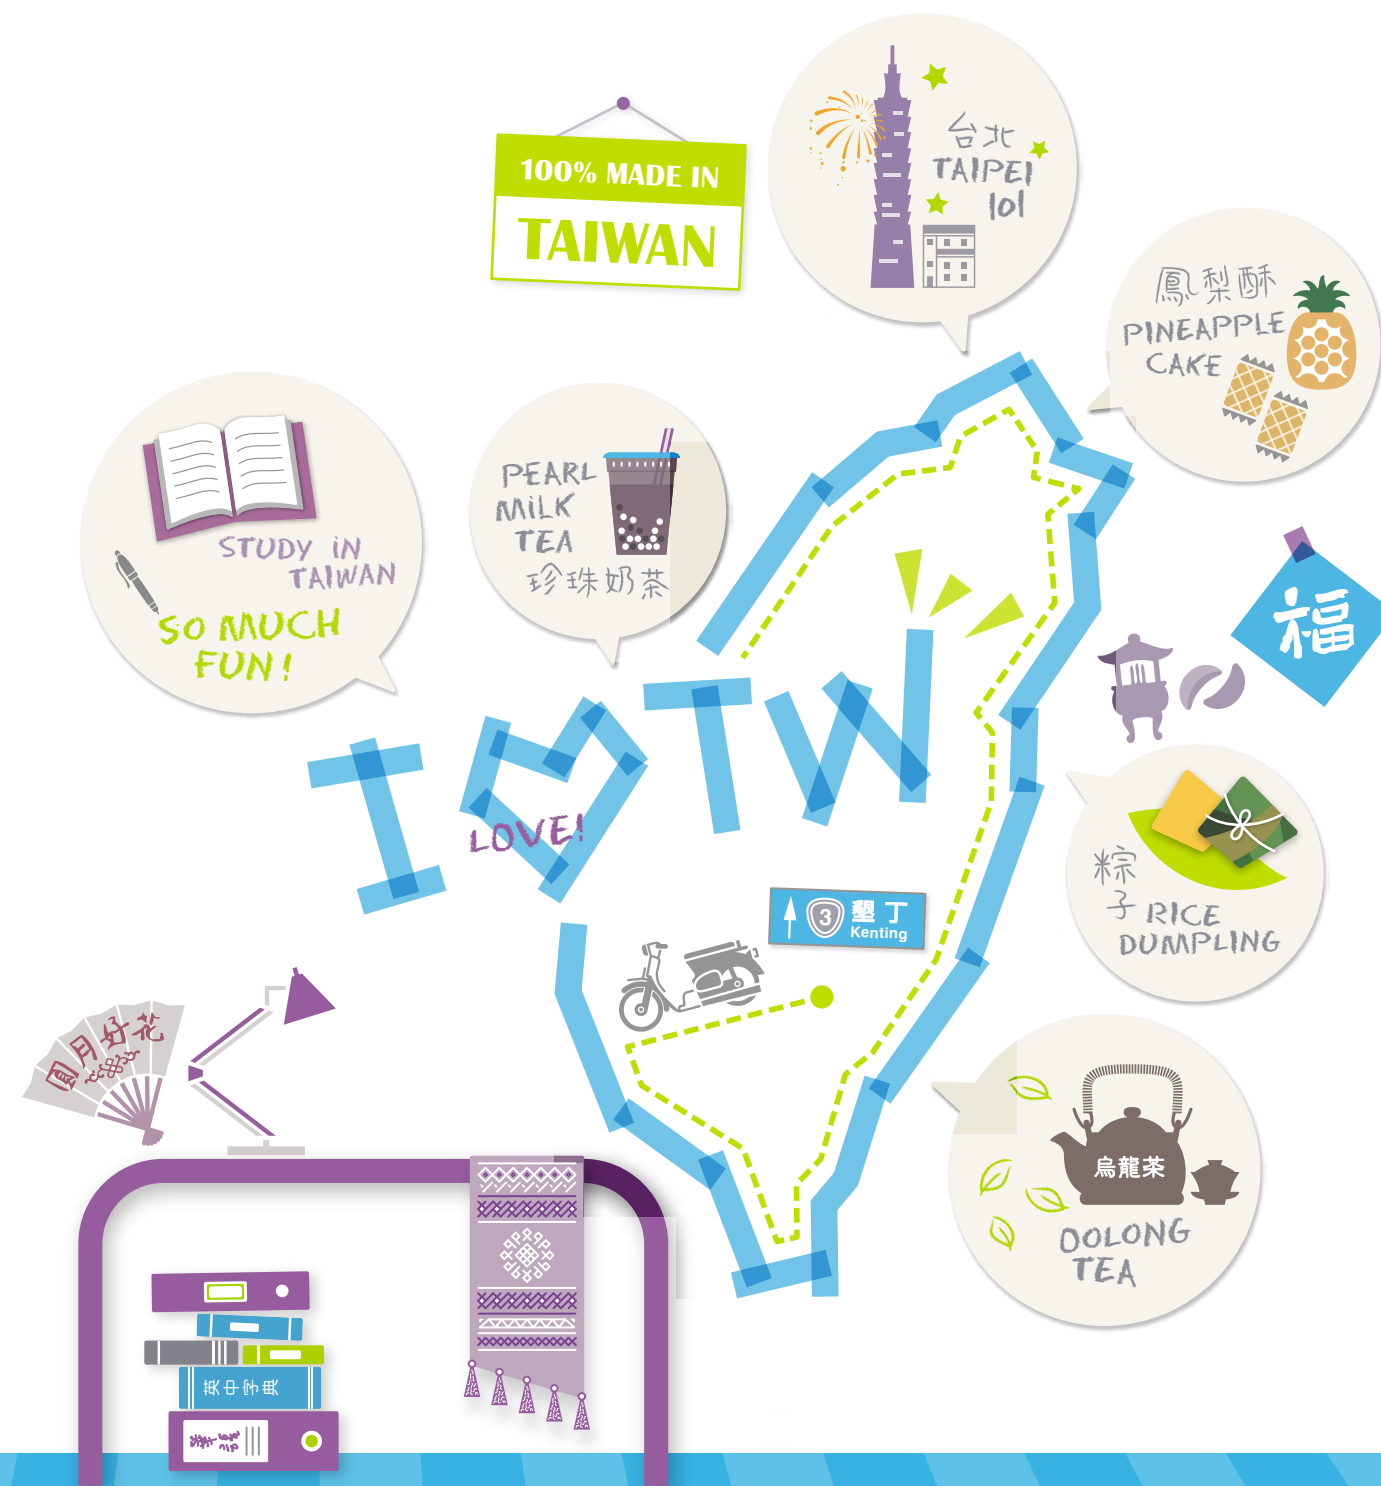 100% MADE IN
TAIWAN
台北
TAIPEI
101
鳳梨酥
PINEAPPLE
CAKE
STUDY IN
TAIWAN
SO MUCH
FUN!
PEARL
MILK
TEA
珍珠奶茶
福
I TW
LOVE!
粽
子 RICE
DUMPLING
3 墾丁
Kenting
花好月圓
烏龍茶
OOLONG
TEA
英中字典